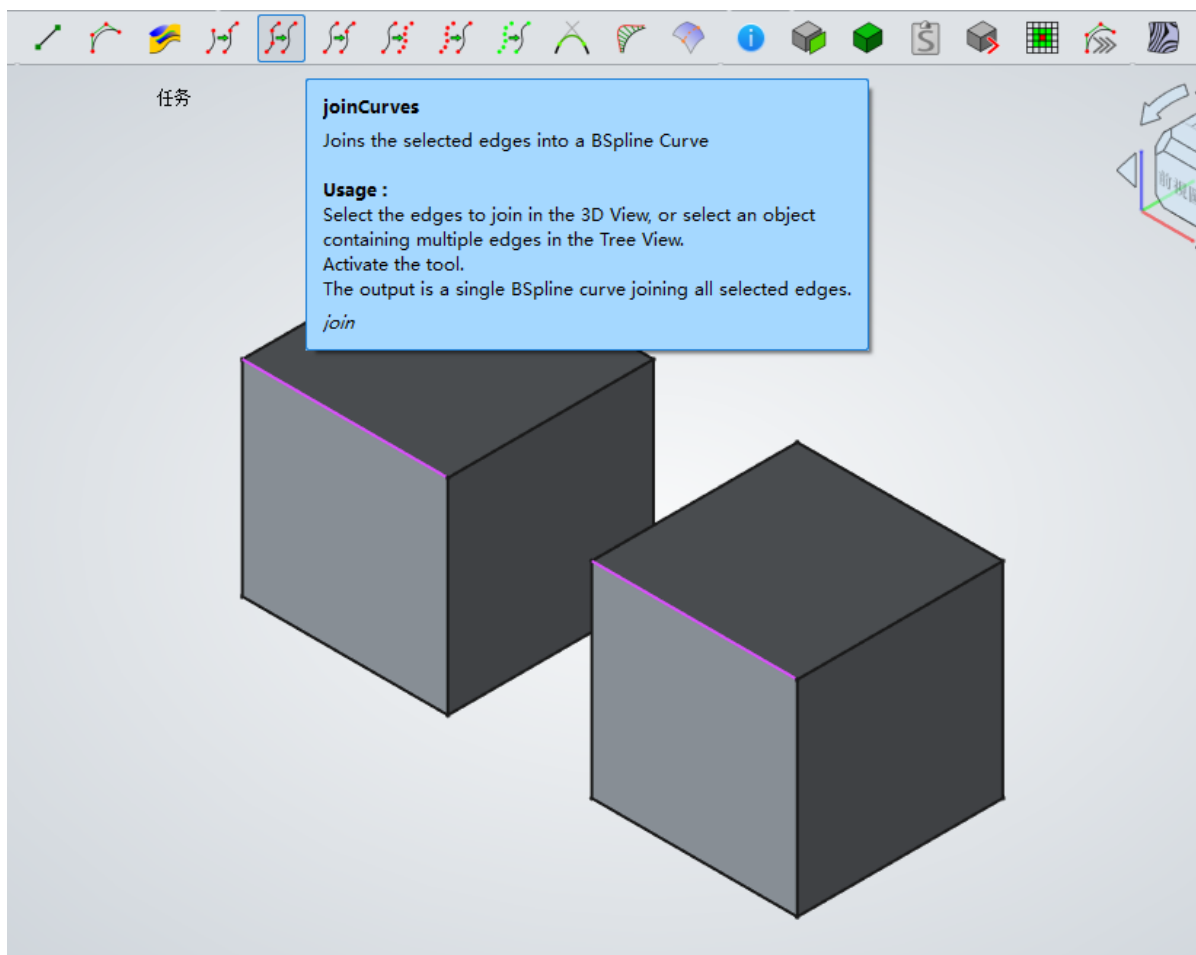 任务
joinCurves
Joins the selected edges into a BSpline Curve
Usage :
Select the edges to join in the 3D View, or select an object
containing multiple edges in the Tree View.
Activate the tool.
The output is a single BSpline curve joining all selected edges.
join